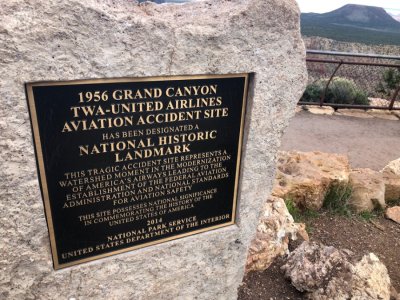 1956 GRAND CANYON
TWA-UNITED AIRLINES
AVIATION ACCIDENT SITE
HAS BEEN DESIGNATED A
NATIONAL HISTORIC
LANDMARK
THIS TRAGIC ACCIDENT SITE REPRESENTS A
WATERSHED MOMENT IN THE MODERNIZATION
OF AMERICA'S AIRWAYS LEADING TO THE
ESTABLISHMENT OF THE FEDERAL AVIATION
ADMINISTRATION AND NATIONAL STANDARDS
FOR AVIATION SAFETY
THIS SITE POSSESSES NATIONAL SIGNIFICANCE
IN COMMEMORATING THE HISTORY OF THE
UNITED STATES OF AMERICA
2014
NATIONAL PARK SERVICE
UNITED STATES DEPARTMENT OF THE INTERIOR